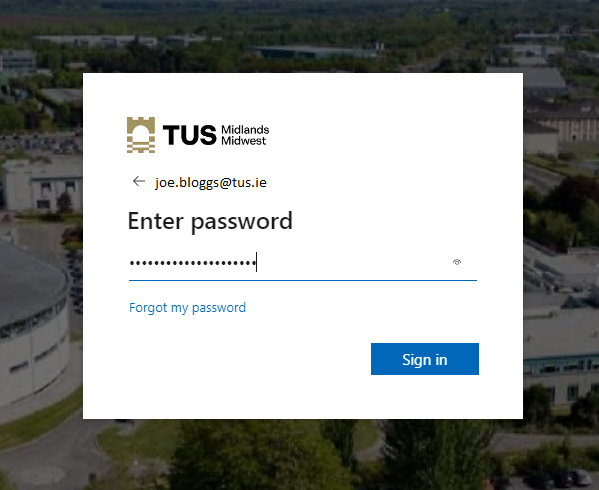 TUS Midlands
Midwest
joe.bloggs@tus.ie
Enter password
•••••••••••••••••••••
Forgot my password
Sign in